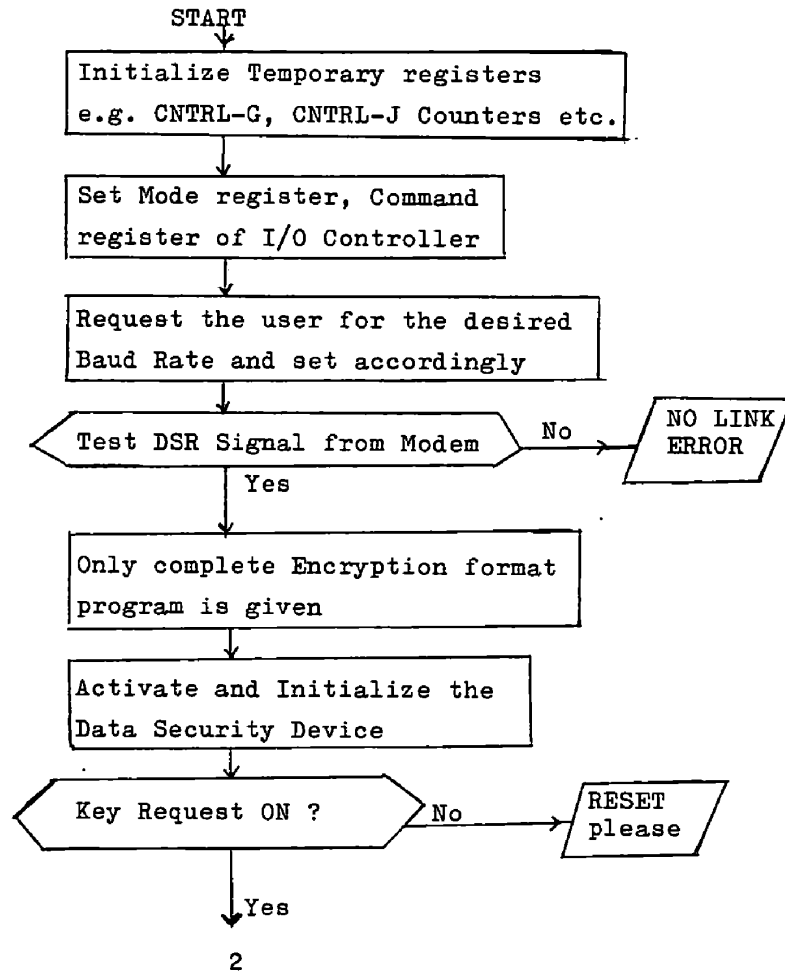 START
Initialize Temporary registers
e.g. CNTRL-G, CNTRL-J Counters etc.
Set Mode register, Command
register of I/O Controller
Request the user for the desired
Baud Rate and set accordingly
Test DSR Signal from Modem
No
NO LINK
ERROR
Yes
Only complete Encryption format
program is given
Activate and Initialize the
Data Security Device
Key Request ON ?
No
RESET
please
Yes
2